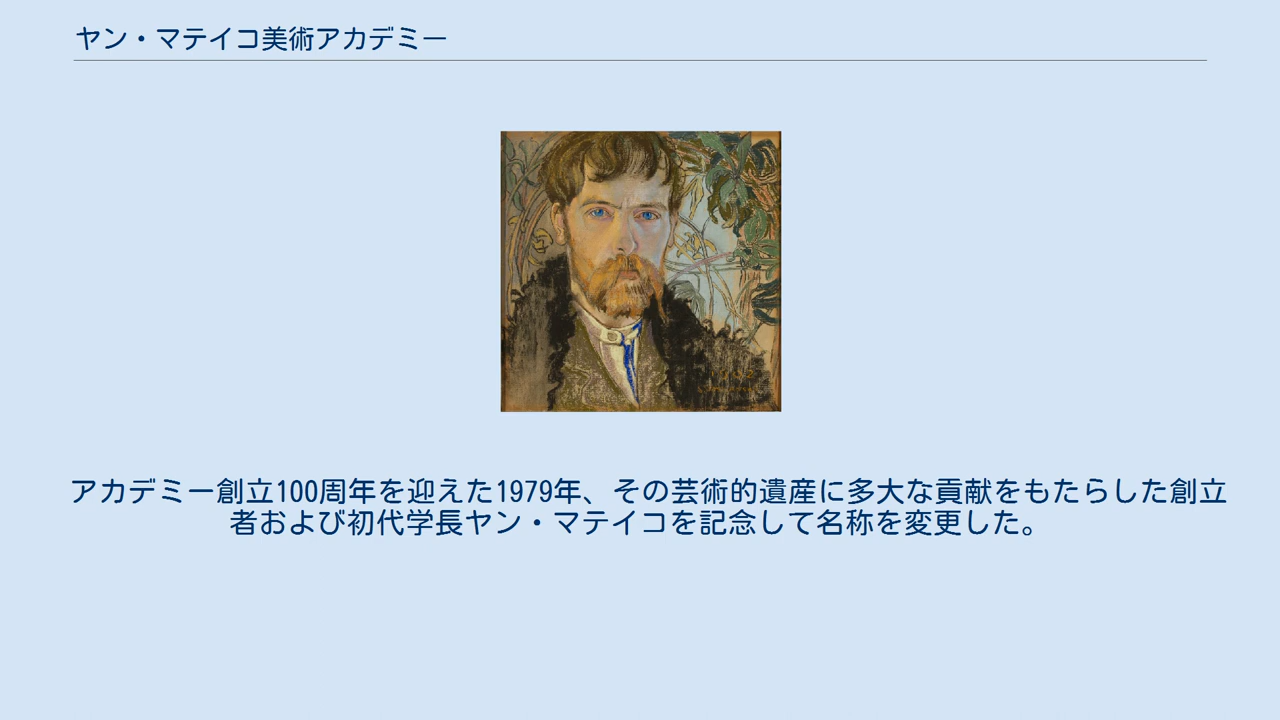 ヤン・マテイコ美術アカデミー
アカデミー創立100周年を迎えた1979年、その芸術的遺産に多大な貢献をもたらした創立
者および初代学長ヤン・マテイコを記念して名称を変更した。